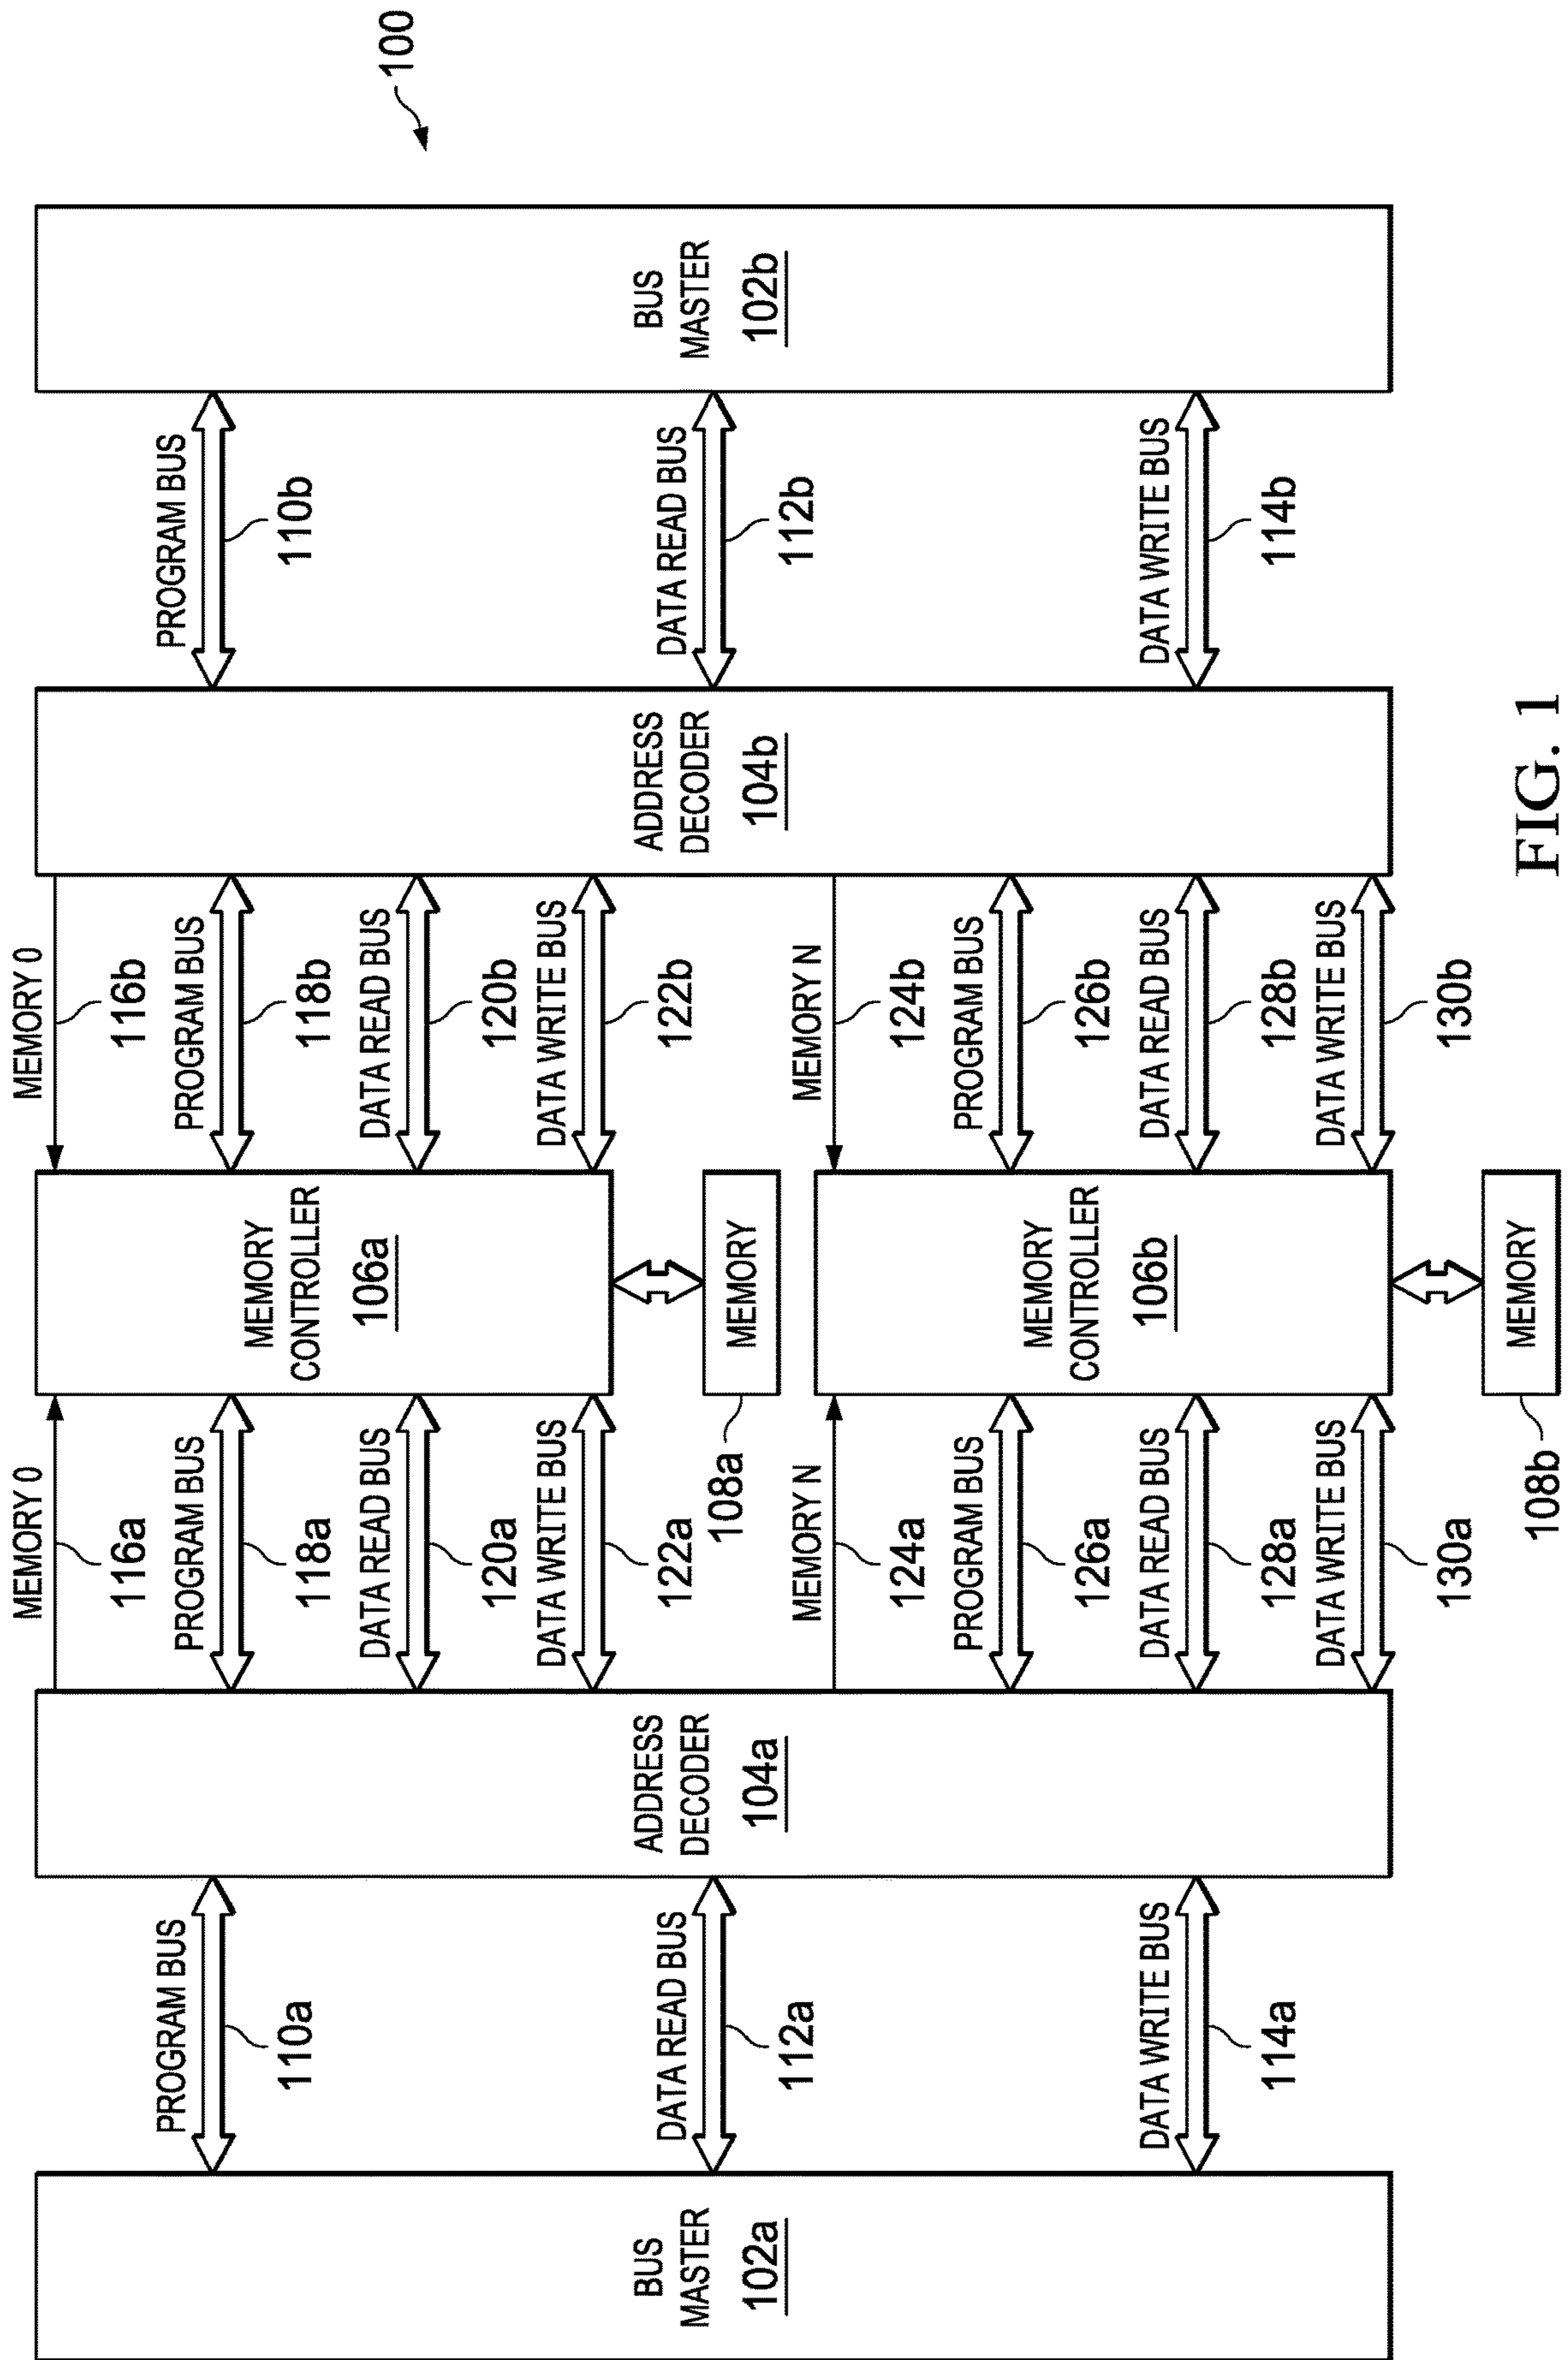 100
BUS
MASTER
102a
PROGRAM BUS
110a
DATA READ BUS
112a
DATA WRITE BUS
114a
ADDRESS
DECODER
104a
MEMORY 0
116a
PROGRAM BUS
118a
DATA READ BUS
120a
DATA WRITE BUS
122a
MEMORY N
124a
PROGRAM BUS
126a
DATA READ BUS
128a
DATA WRITE BUS
130a
MEMORY
CONTROLLER
106a
MEMORY
108a
MEMORY
CONTROLLER
106b
MEMORY
108b
MEMORY 0
116b
PROGRAM BUS
118b
DATA READ BUS
120b
DATA WRITE BUS
122b
MEMORY N
124b
PROGRAM BUS
126b
DATA READ BUS
128b
DATA WRITE BUS
130b
ADDRESS
DECODER
104b
PROGRAM BUS
110b
DATA READ BUS
112b
DATA WRITE BUS
114b
BUS
MASTER
102b
FIG. 1